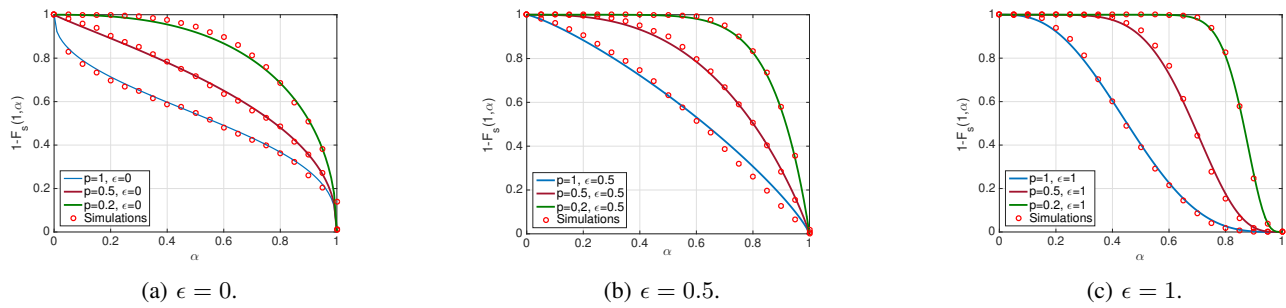 1
0.8
0.6
0.4
0.2
0
1-F_s(1,α)
p=1, ϵ=0
p=0.5, ϵ=0
p=0.2, ϵ=0
Simulations
0 0.2 0.4 0.6 0.8 1
α
(a) ϵ = 0.
1
0.8
0.6
0.4
0.2
0
1-F_s(1,α)
p=1, ϵ=0.5
p=0.5, ϵ=0.5
p=0.2, ϵ=0.5
Simulations
0 0.2 0.4 0.6 0.8 1
α
(b) ϵ = 0.5.
1
0.8
0.6
0.4
0.2
0
1-F_s(1,α)
p=1, ϵ=1
p=0.5, ϵ=1
p=0.2, ϵ=1
Simulations
0 0.2 0.4 0.6 0.8 1
α
(c) ϵ = 1.